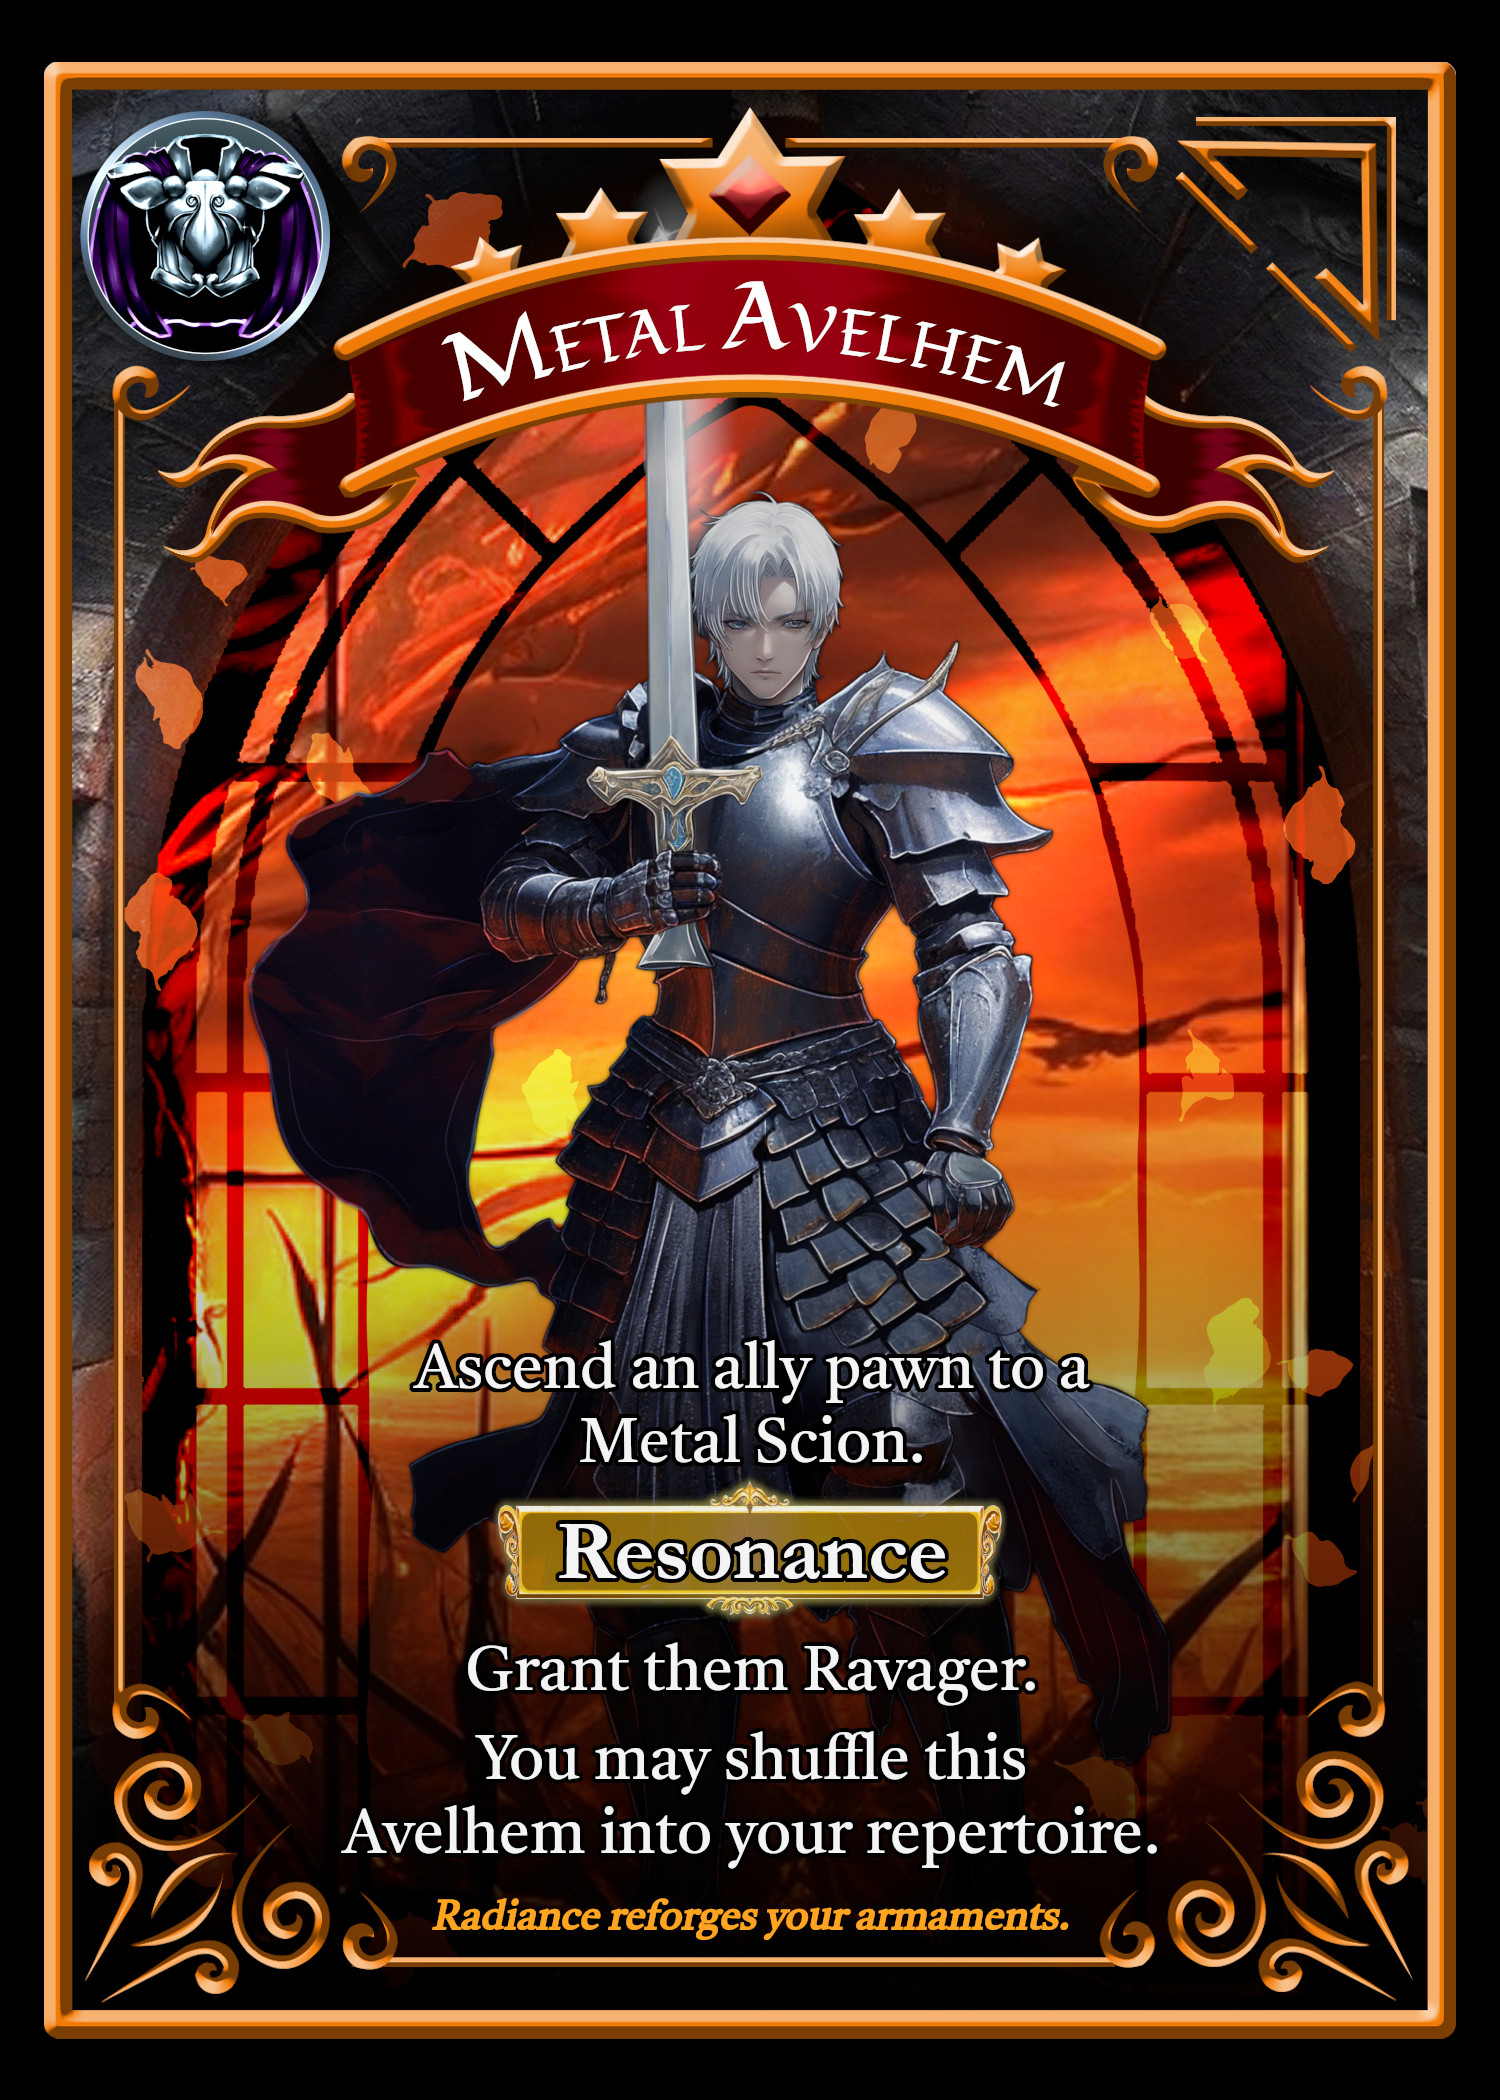 Metal Avelhem
Ascend an ally pawn to a
Metal Scion.
Resonance
Grant them Ravager.
You may shuffle this
Avelhem into your repertoire.
Radiance reforges your armaments.